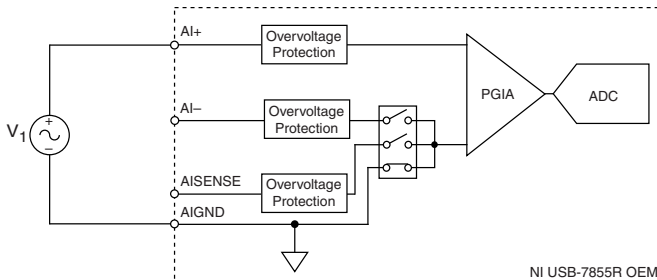 AI+
Overvoltage
Protection
AI–
Overvoltage
Protection
PGIA
ADC
V1
+
–
AISENSE
Overvoltage
Protection
AIGND
NI USB-7855R OEM